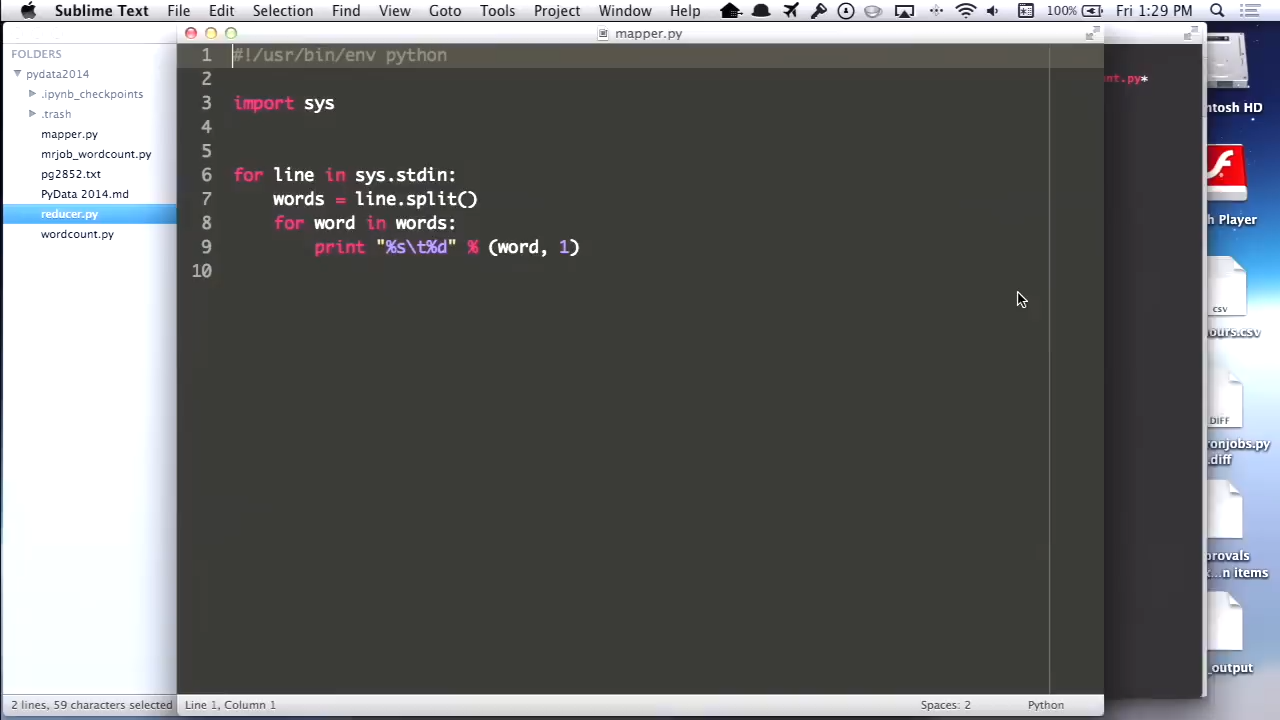 Sublime Text File Edit Selection Find View Goto Tools Project Window Help 100% Fri 1:29 PM
mapper.py
FOLDERS
pydata2014
.ipynb_checkpoints
.trash
mapper.py
mrjob_wordcount.py
pg2852.txt
PyData 2014.md
reducer.py
wordcount.py
1 #!/usr/bin/env python
2
3 import sys
4
5
6 for line in sys.stdin:
7 words = line.split()
8 for word in words:
9 print "%s\t%d" % (word, 1)
10
nt.py*
ntosh HD
h Player
csv
ours.csv
DIFF
ronjobs.py
.diff
provals
x...n items
_output
2 lines, 59 characters selected
Line 1, Column 1
Spaces: 2
Python